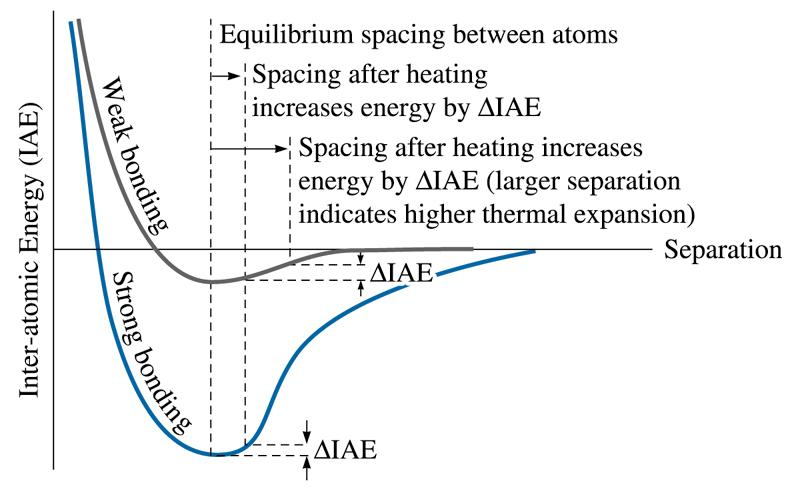 Equilibrium spacing between atoms
Spacing after heating
increases energy by ΔIAE
Spacing after heating increases
energy by ΔIAE (larger separation
indicates higher thermal expansion)
Inter-atomic Energy (IAE)
Weak bonding
Separation
ΔIAE
Strong bonding
ΔIAE